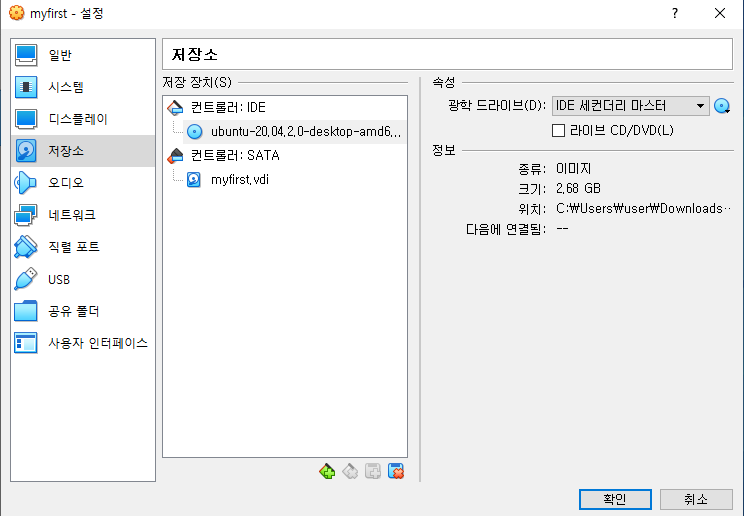 myfirst - 설정
일반
시스템
디스플레이
저장소
오디오
네트워크
직렬 포트
USB
공유 폴더
사용자 인터페이스
저장소
저장 장치(S)
컨트롤러: IDE
ubuntu-20.04.2.0-desktop-amd6...
컨트롤러: SATA
myfirst.vdi
속성
광학 드라이브(D): IDE 세컨더리 마스터
라이브 CD/DVD(L)
정보
종류: 이미지
크기: 2.68 GB
위치: C:₩Users₩user₩Downloads...
다음에 연결됨: --
확인
취소